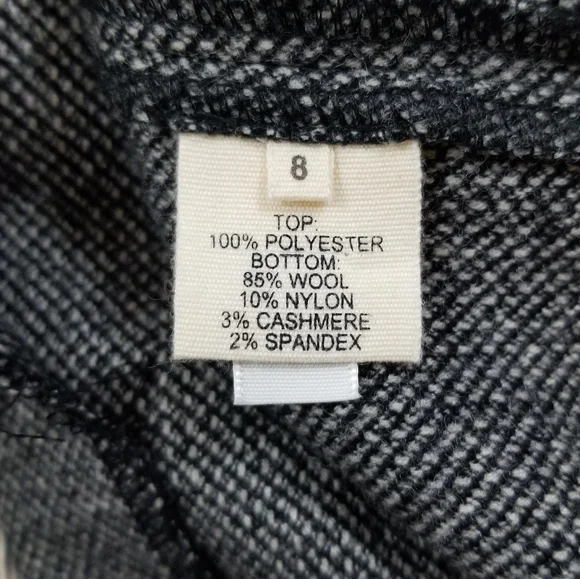 8
TOP:
100% POLYESTER
BOTTOM:
85% WOOL
10% NYLON
3% CASHMERE
2% SPANDEX